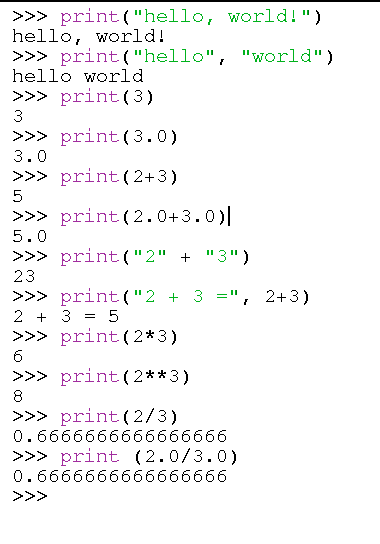 >>> print("hello, world!")
hello, world!
>>> print("hello", "world")
hello world
>>> print(3)
3
>>> print(3.0)
3.0
>>> print(2+3)
5
>>> print(2.0+3.0)
5.0
>>> print("2" + "3")
23
>>> print("2 + 3 =", 2+3)
2 + 3 = 5
>>> print(2*3)
6
>>> print(2**3)
8
>>> print(2/3)
0.6666666666666666
>>> print (2.0/3.0)
0.6666666666666666
>>>